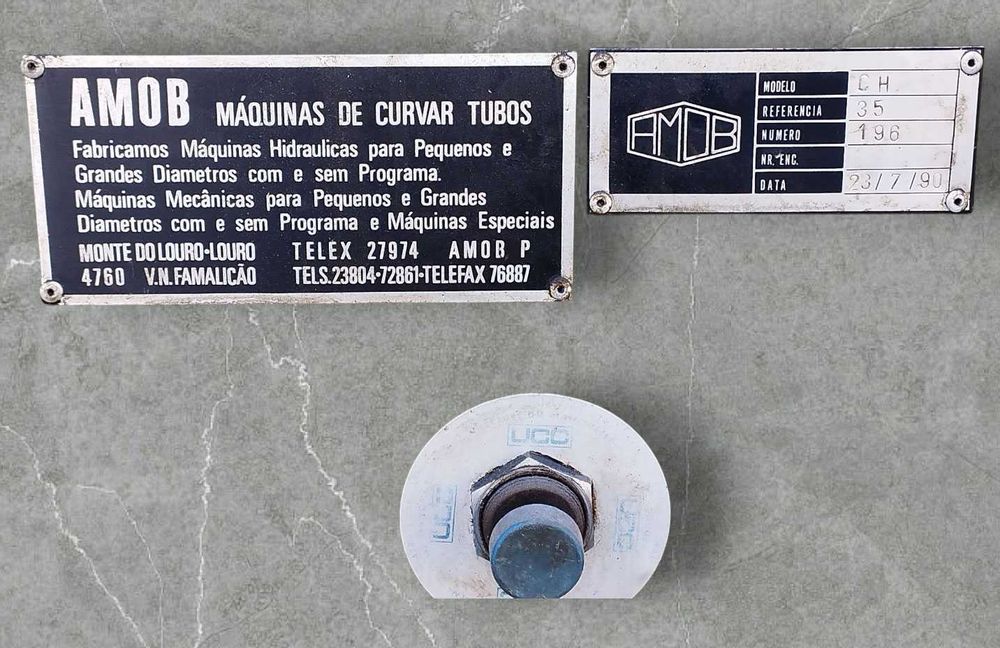 AMOB MÁQUINAS DE CURVAR TUBOS
Fabricamos Máquinas Hidraulicas para Pequenos e
Grandes Diametros com e sem Programa.
Máquinas Mecânicas para Pequenos e Grandes
Diametros com e sem Programa e Máquinas Especiais
MONTE DO LOURO-LOURO TELEX 27974 AMOB P
4760 V.N. FAMALICÃO TELS. 23804-72861-TELEFAX 76887
AMOB
MODELO CH
REFERENCIA 35
NUMERO 196
NR. ENC.
DATA 23/7/90
UCC
UCC
UCC